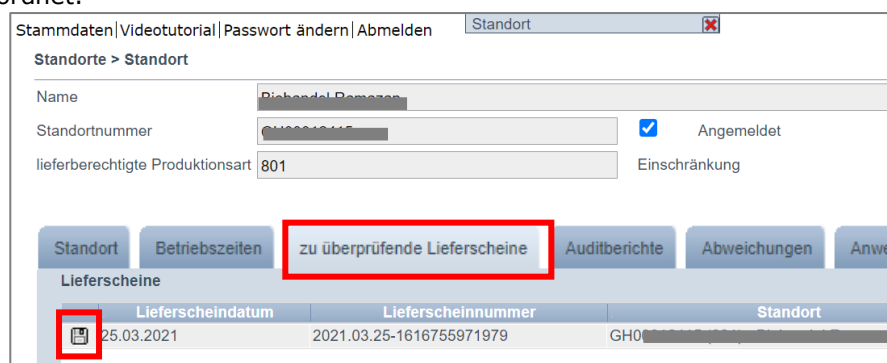 Stammdaten|Videotutorial|Passwort ändern|Abmelden Standort
Standorte > Standort
Name
Standortnummer Angemeldet
lieferberechtigte Produktionsart 801 Einschränkung
Standort Betriebszeiten zu überprüfende Lieferscheine Auditberichte Abweichungen
Lieferscheine
Lieferscheindatum Lieferscheinnummer Standort
25.03.2021 2021.03.25-1616755971979